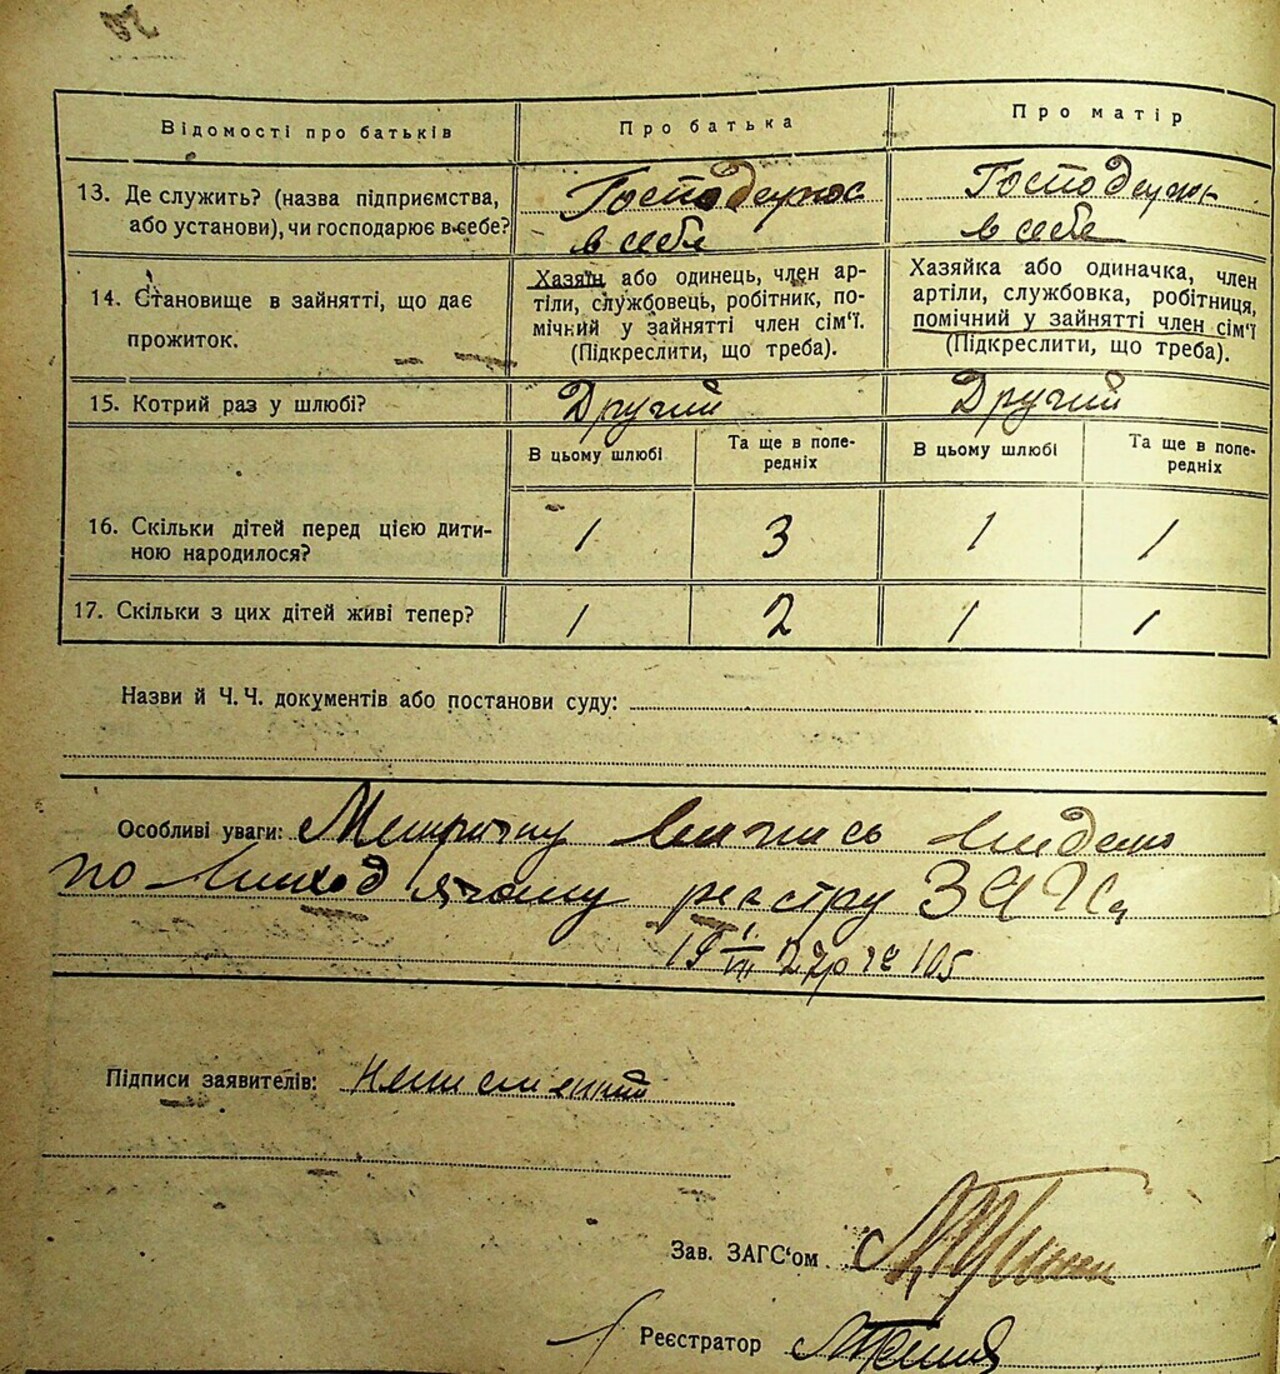 Відомості про батьків
Про батька
Про матір
13. Де служить? (назва підприємства,
або установи), чи господарює в себе?
Господарює
в себе
Господарює
в себе
14. Становище в зайнятті, що дає
прожиток.
Хазяїн або одинець, член ар-
тіли, службовець, робітник, по-
мічний у зайнятті член сім'ї.
(Підкреслити, що треба).
Хазяйка або одиначка, член
артіли, службовка, робітниця,
помічний у зайнятті член сім'ї
(Підкреслити, що треба).
15. Котрий раз у шлюбі?
Другий
Другий
В цьому шлюбі
Та ще в попе-
редніх
В цьому шлюбі
Та ще в попе-
редніх
16. Скільки дітей перед цією дити-
ною народилося?
1
3
1
1
17. Скільки з цих дітей живі тепер?
1
2
1
1
Назви й Ч. Ч. документів або постанови суду:
Особливі уваги: Метричну випись видано
по реєстру
105
Підписи заявителів: Неписьменний
Зав. ЗАГС'ом
Реєстратор